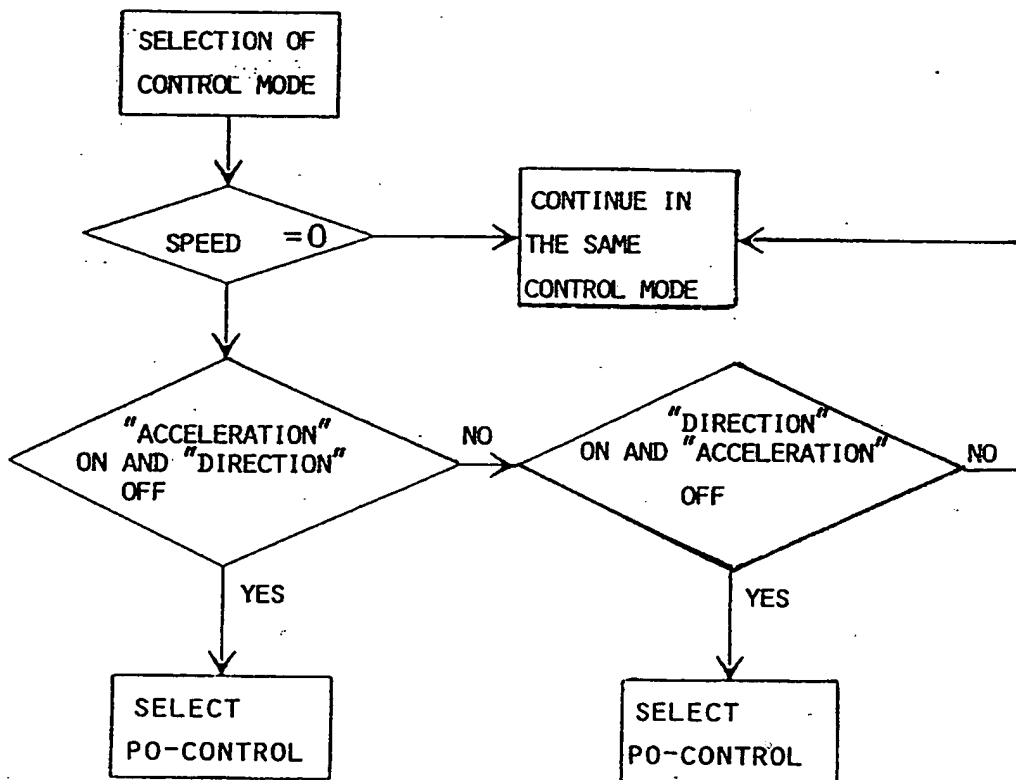 SELECTION OF
CONTROL MODE
SPEED =0
CONTINUE IN
THE SAME
CONTROL MODE
"ACCELERATION"
ON AND "DIRECTION"
OFF
NO
"DIRECTION"
ON AND "ACCELERATION"
OFF
NO
YES
YES
SELECT
PO-CONTROL
SELECT
PO-CONTROL